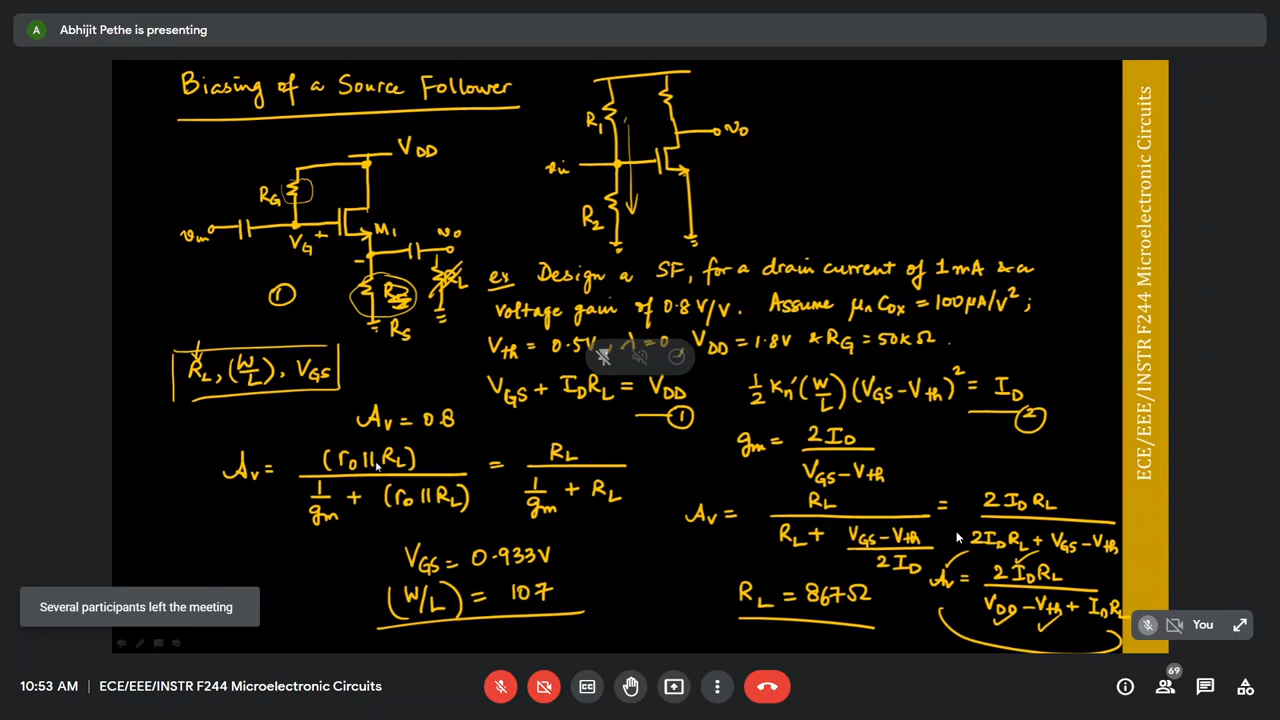 A Abhijit Pethe is presenting
Biasing of a Source Follower
VDD
RG
vin
VG +
M1
-
vo
RL
RS
①
R1
R2
vin
vo
ex Design a SF, for a drain current of 1mA & a
voltage gain of 0.8 V/V. Assume μnCox = 100μA/V²;
Vth = 0.5V, λ=0, VDD = 1.8V & RG = 50KΩ.
RL, (W/L), VGS
VGS + IDRL = VDD ①
½ Kn'(W/L)(VGS-Vth)² = ID ②
Av = 0.8
gm = 2ID / (VGS-Vth)
Av = (ro||RL) / (1/gm + (ro||RL)) = RL / (1/gm + RL)
Av = RL / (RL + (VGS-Vth)/2ID) = 2IDRL / (2IDRL + VGS-Vth)
Av = 2IDRL / (VDD-Vth + IDRL)
VGS = 0.933V
(W/L) = 107
RL = 867Ω
ECE/EEE/INSTR F244 Microelectronic Circuits
Several participants left the meeting
You
10:53 AM | ECE/EEE/INSTR F244 Microelectronic Circuits
CC
69